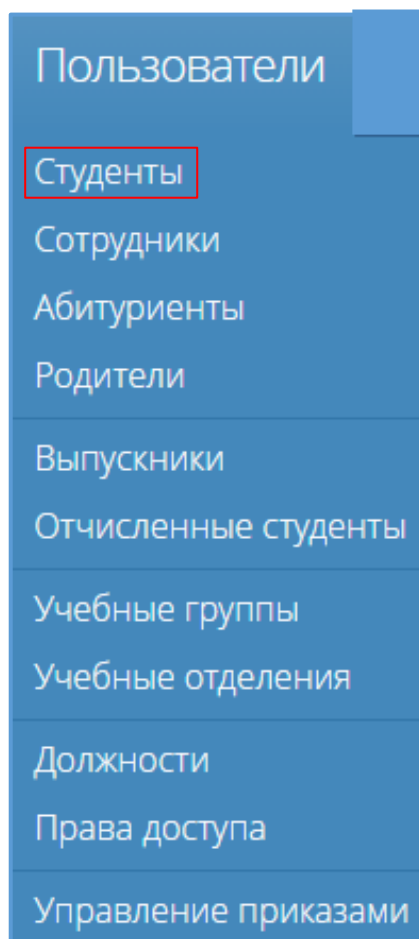 Пользователи
Студенты
Сотрудники
Абитуриенты
Родители
Выпускники
Отчисленные студенты
Учебные группы
Учебные отделения
Должности
Права доступа
Управление приказами